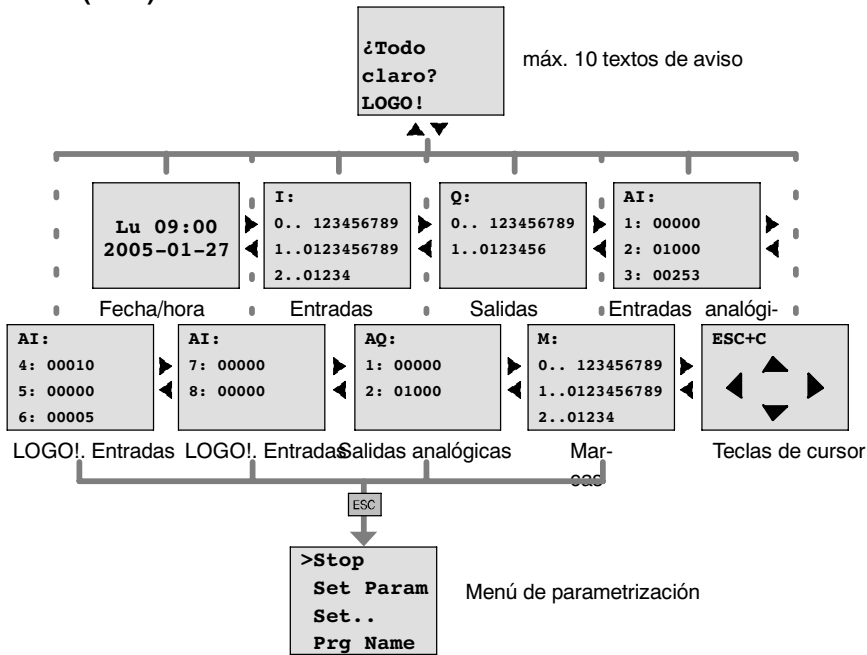 ¿Todo
claro?
LOGO!
máx. 10 textos de aviso
Lu 09:00
2005-01-27
I:
0.. 123456789
1..0123456789
2..01234
Q:
0.. 123456789
1..0123456
AI:
1: 00000
2: 01000
3: 00253
Fecha/hora
Entradas
Salidas
Entradas analógi-
AI:
4: 00010
5: 00000
6: 00005
AI:
7: 00000
8: 00000
AQ:
1: 00000
2: 01000
M:
0.. 123456789
1..0123456789
2..01234
ESC+C
LOGO!. Entradas
LOGO!. Entradas
Salidas analógicas
Mar-
cas
Teclas de cursor
ESC
>Stop
Set Param
Set..
Prg Name
Menú de parametrización